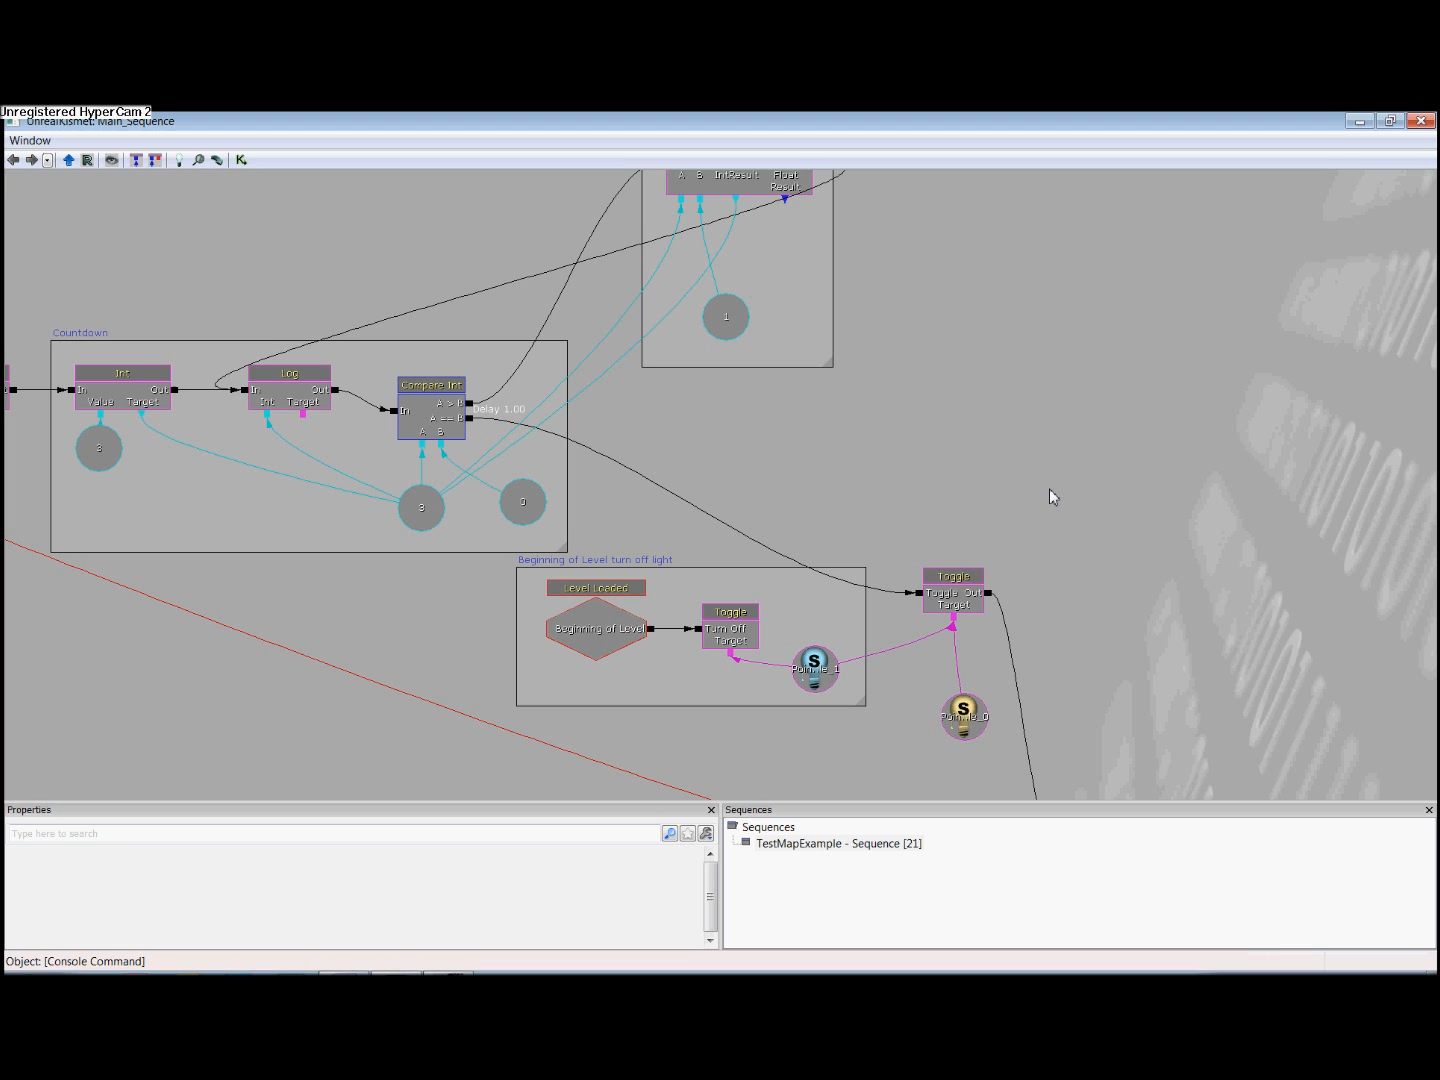 Unregistered HyperCam 2
UnrealKismet: Main_Sequence
Window
A B IntResult Float
Result
1
Countdown
Int
In Out
Value Target
3
Log
In Out
Int Target
Compare Int
In
A > B
A == B
A B
Delay 1.00
3
0
Beginning of Level turn off light
Level Loaded
Beginning of Level
Toggle
Turn Off
Target
Toggle
Toggle Out
Target
Properties
Type here to search
Sequences
Sequences
TestMapExample - Sequence [21]
Object: [Console Command]